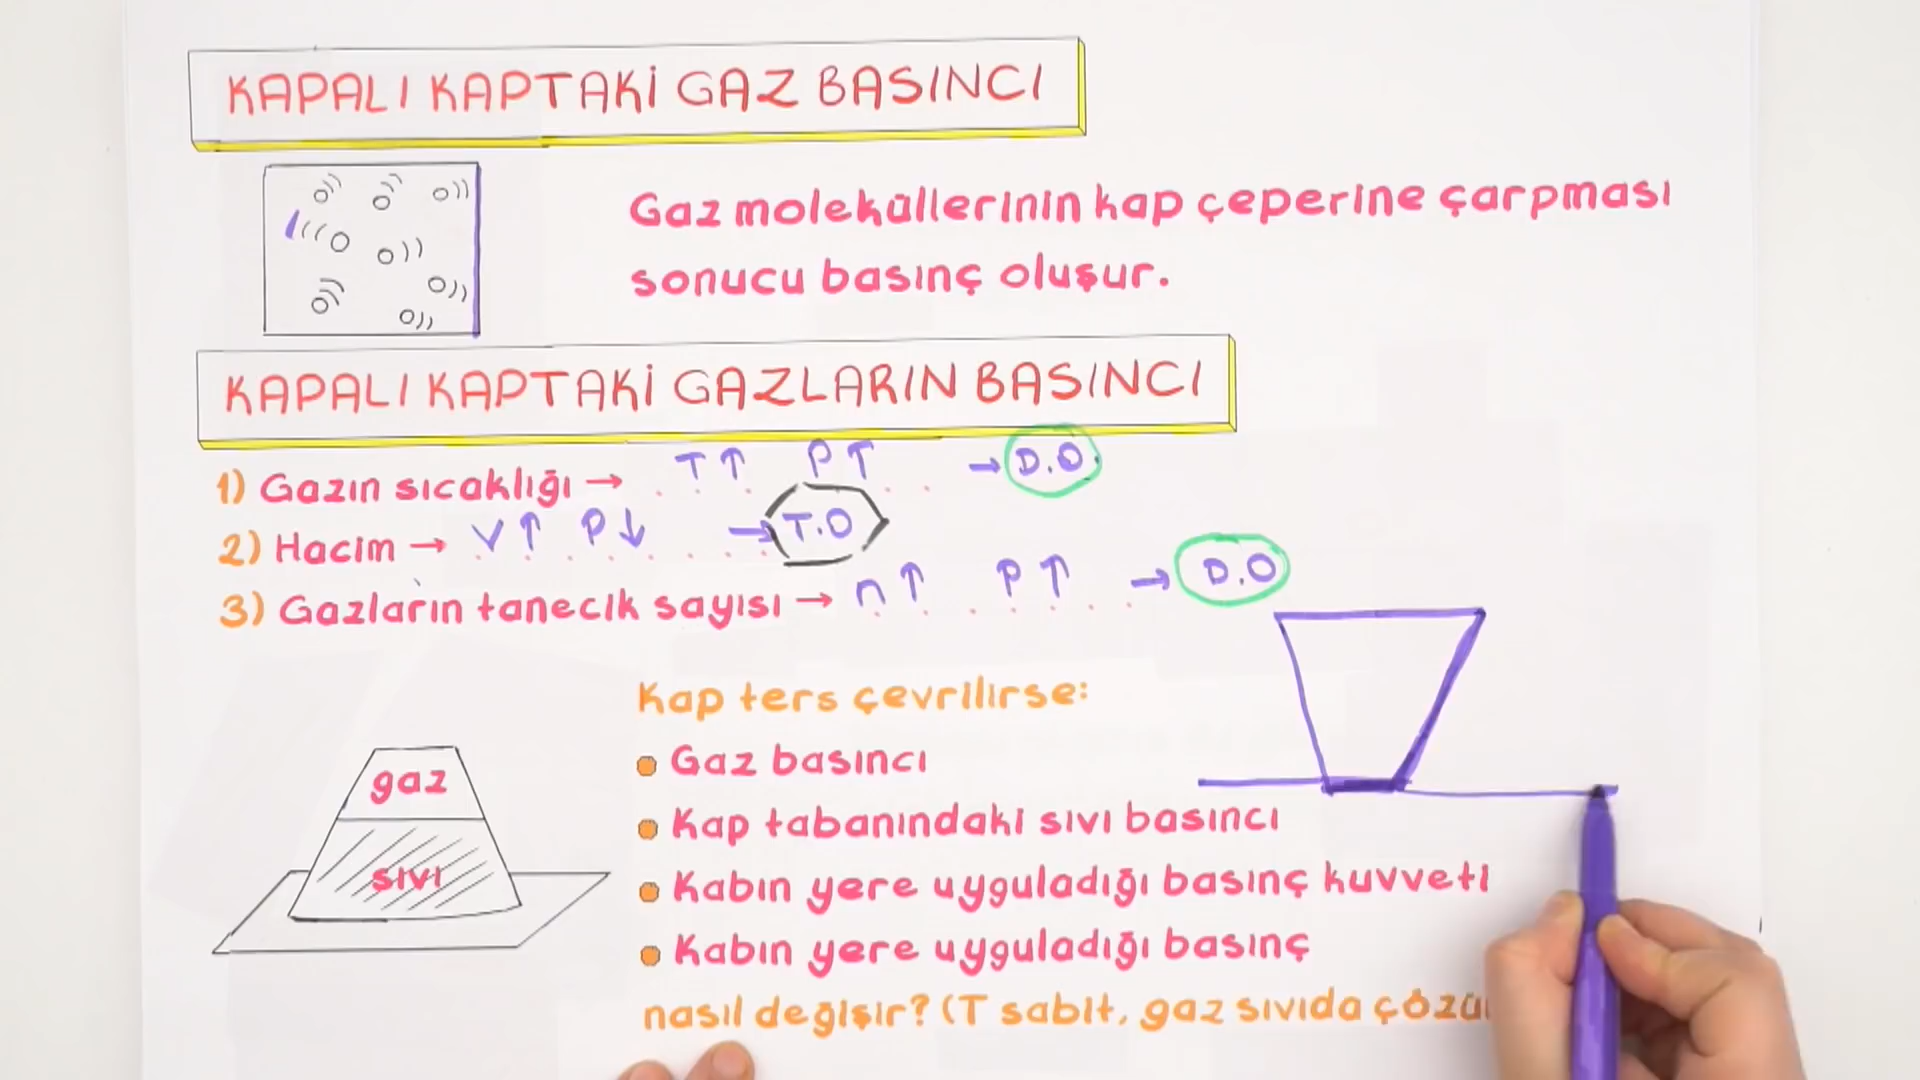 KAPALI KAPTAKİ GAZ BASINCI
Gaz moleküllerinin kap çeperine çarpması
sonucu basınç oluşur.
KAPALI KAPTAKİ GAZLARIN BASINCI
1) Gazın sıcaklığı → T↑ P↑ → D.O.
2) Hacim → V↑ P↓ → T.O
3) Gazların tanecik sayısı → n↑ P↑ → D.O
Kap ters çevrilirse:
gaz
sıvı
Gaz basıncı
Kap tabanındaki sıvı basıncı
Kabın yere uyguladığı basınç kuvveti
Kabın yere uyguladığı basınç
nasıl değişir? (T sabit, gaz sıvıda